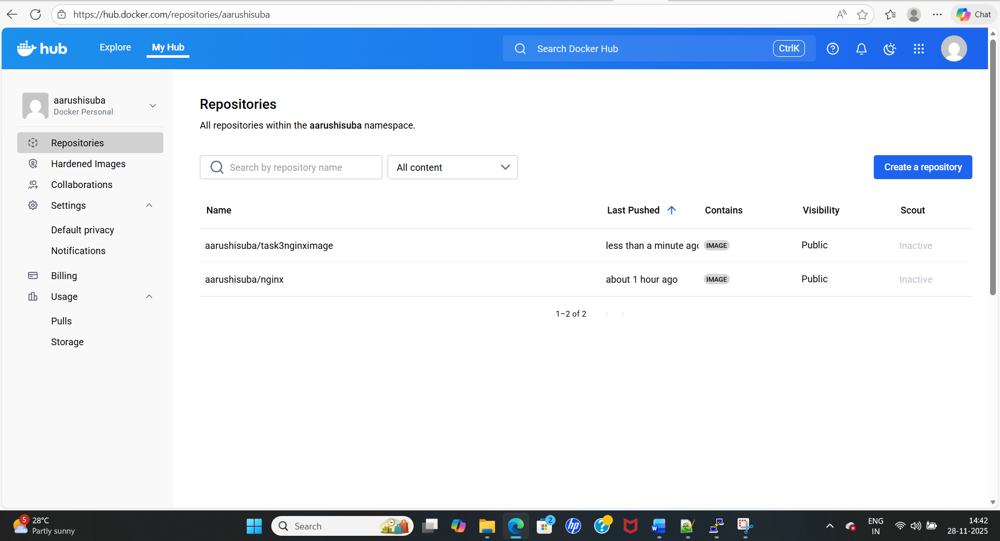 https://hub.docker.com/repositories/aarushisuba
Chat
hub
Explore
My Hub
Search Docker Hub
CtrlK
aarushisuba
Docker Personal
Repositories
Hardened Images
Collaborations
Settings
Default privacy
Notifications
Billing
Usage
Pulls
Storage
Repositories
All repositories within the aarushisuba namespace.
Search by repository name
All content
Create a repository
Name Last Pushed Contains Visibility Scout
aarushisuba/task3nginximage less than a minute ago IMAGE Public Inactive
aarushisuba/nginx about 1 hour ago IMAGE Public Inactive
1–2 of 2
5
28°C
Partly sunny
Search
2
hp
ENG
IN
14:42
28-11-2025